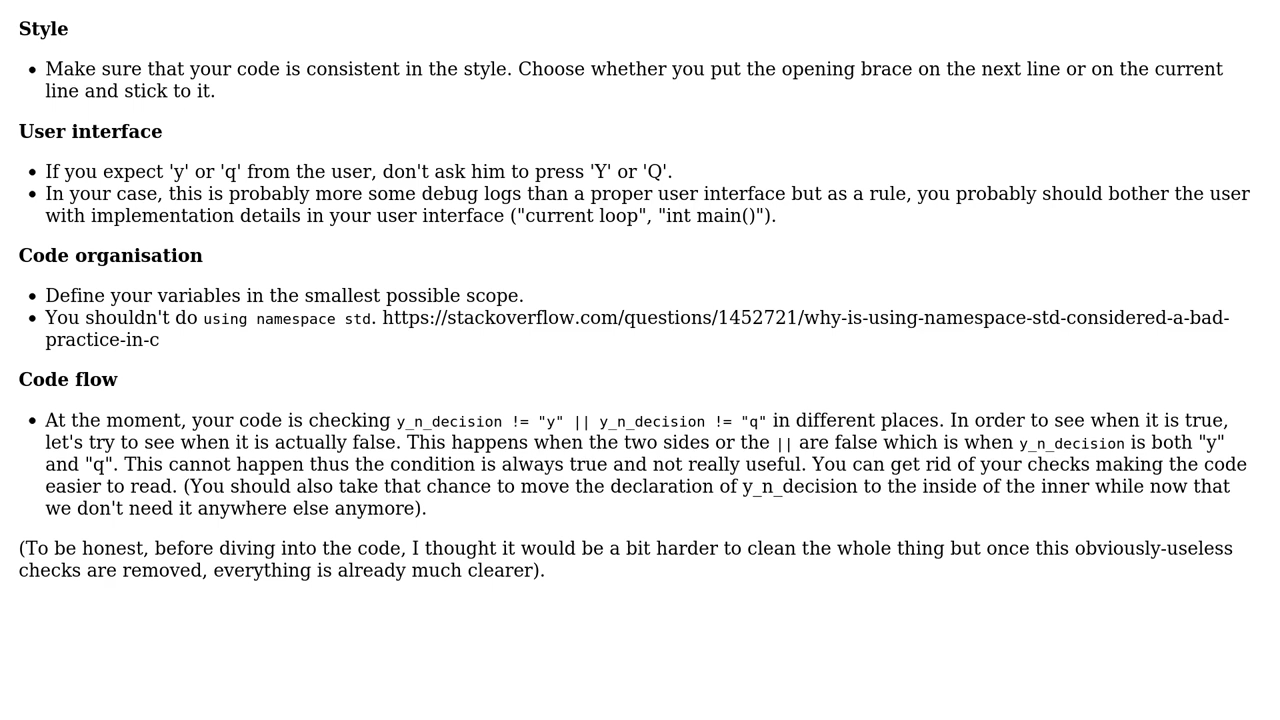 Style
Make sure that your code is consistent in the style. Choose whether you put the opening brace on the next line or on the current
line and stick to it.
User interface
If you expect 'y' or 'q' from the user, don't ask him to press 'Y' or 'Q'.
In your case, this is probably more some debug logs than a proper user interface but as a rule, you probably should bother the user
with implementation details in your user interface ("current loop", "int main()").
Code organisation
Define your variables in the smallest possible scope.
You shouldn't do using namespace std. https://stackoverflow.com/questions/1452721/why-is-using-namespace-std-considered-a-bad-
practice-in-c
Code flow
At the moment, your code is checking y_n_decision != "y" || y_n_decision != "q" in different places. In order to see when it is true,
let's try to see when it is actually false. This happens when the two sides or the || are false which is when y_n_decision is both "y"
and "q". This cannot happen thus the condition is always true and not really useful. You can get rid of your checks making the code
easier to read. (You should also take that chance to move the declaration of y_n_decision to the inside of the inner while now that
we don't need it anywhere else anymore).
(To be honest, before diving into the code, I thought it would be a bit harder to clean the whole thing but once this obviously-useless
checks are removed, everything is already much clearer).